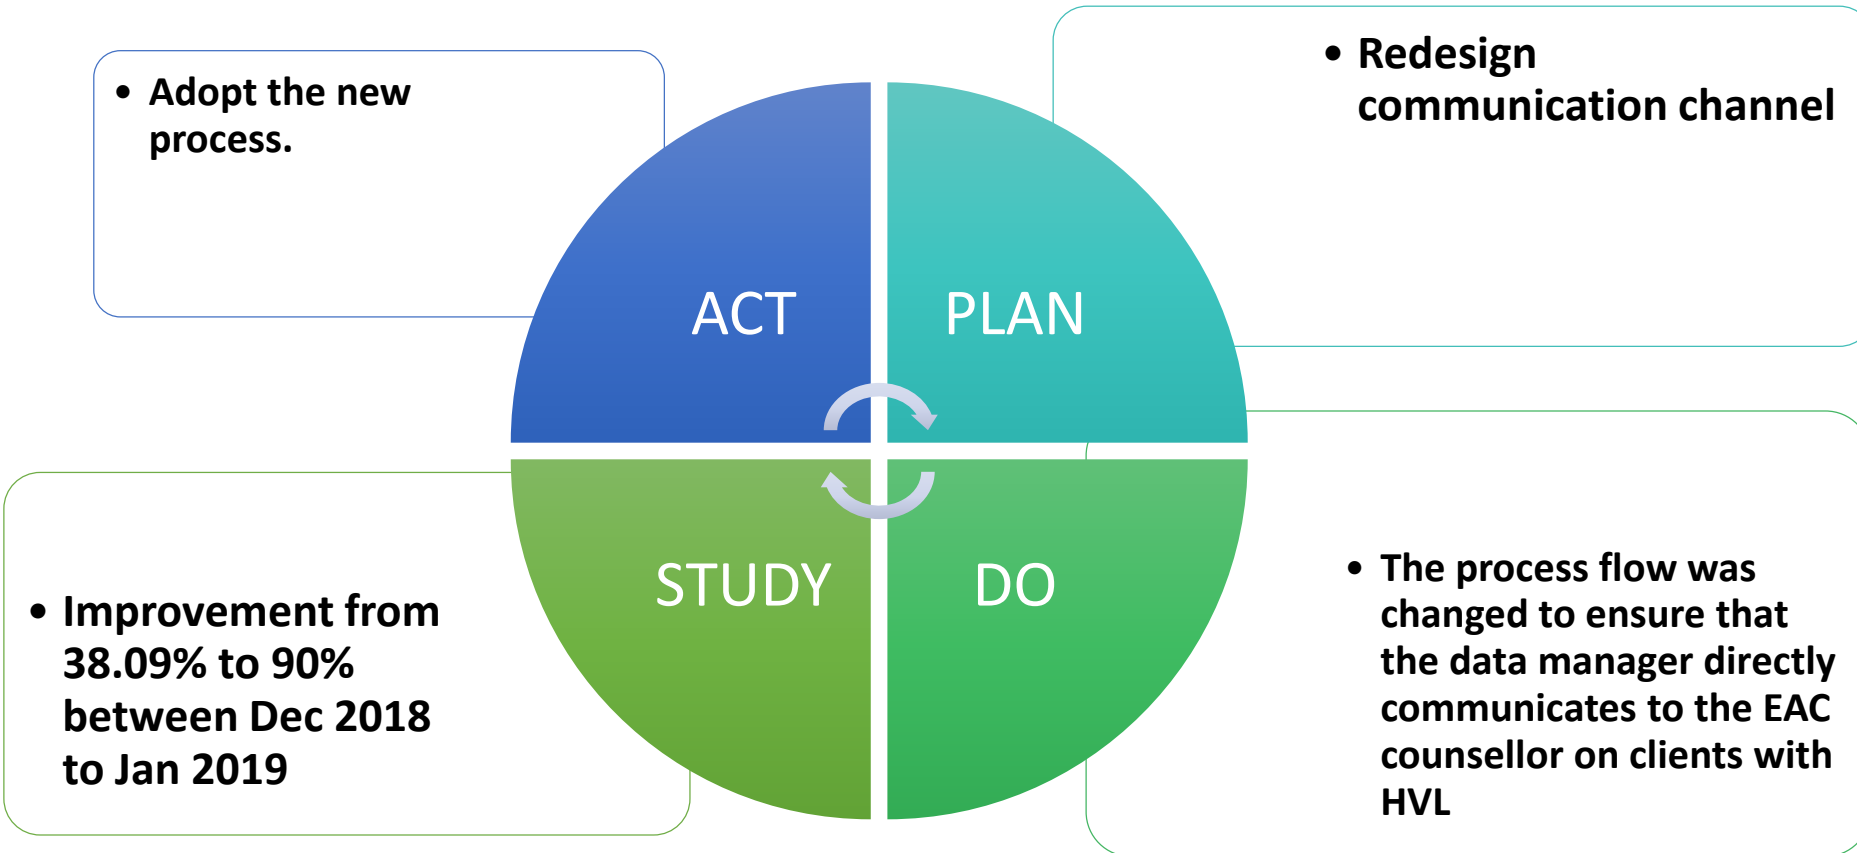 • Adopt the new
process.
• Redesign
communication channel
ACT
PLAN
STUDY
DO
• Improvement from
38.09% to 90%
between Dec 2018
to Jan 2019
• The process flow was
changed to ensure that
the data manager directly
communicates to the EAC
counsellor on clients with
HVL